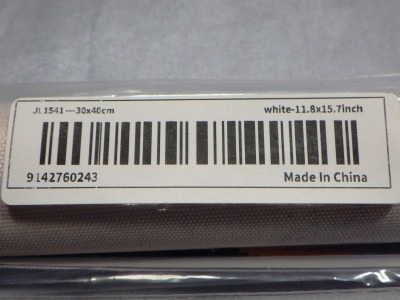 JL1541---30x40cm
white-11.8x15.7inch
9142760243
Made In China